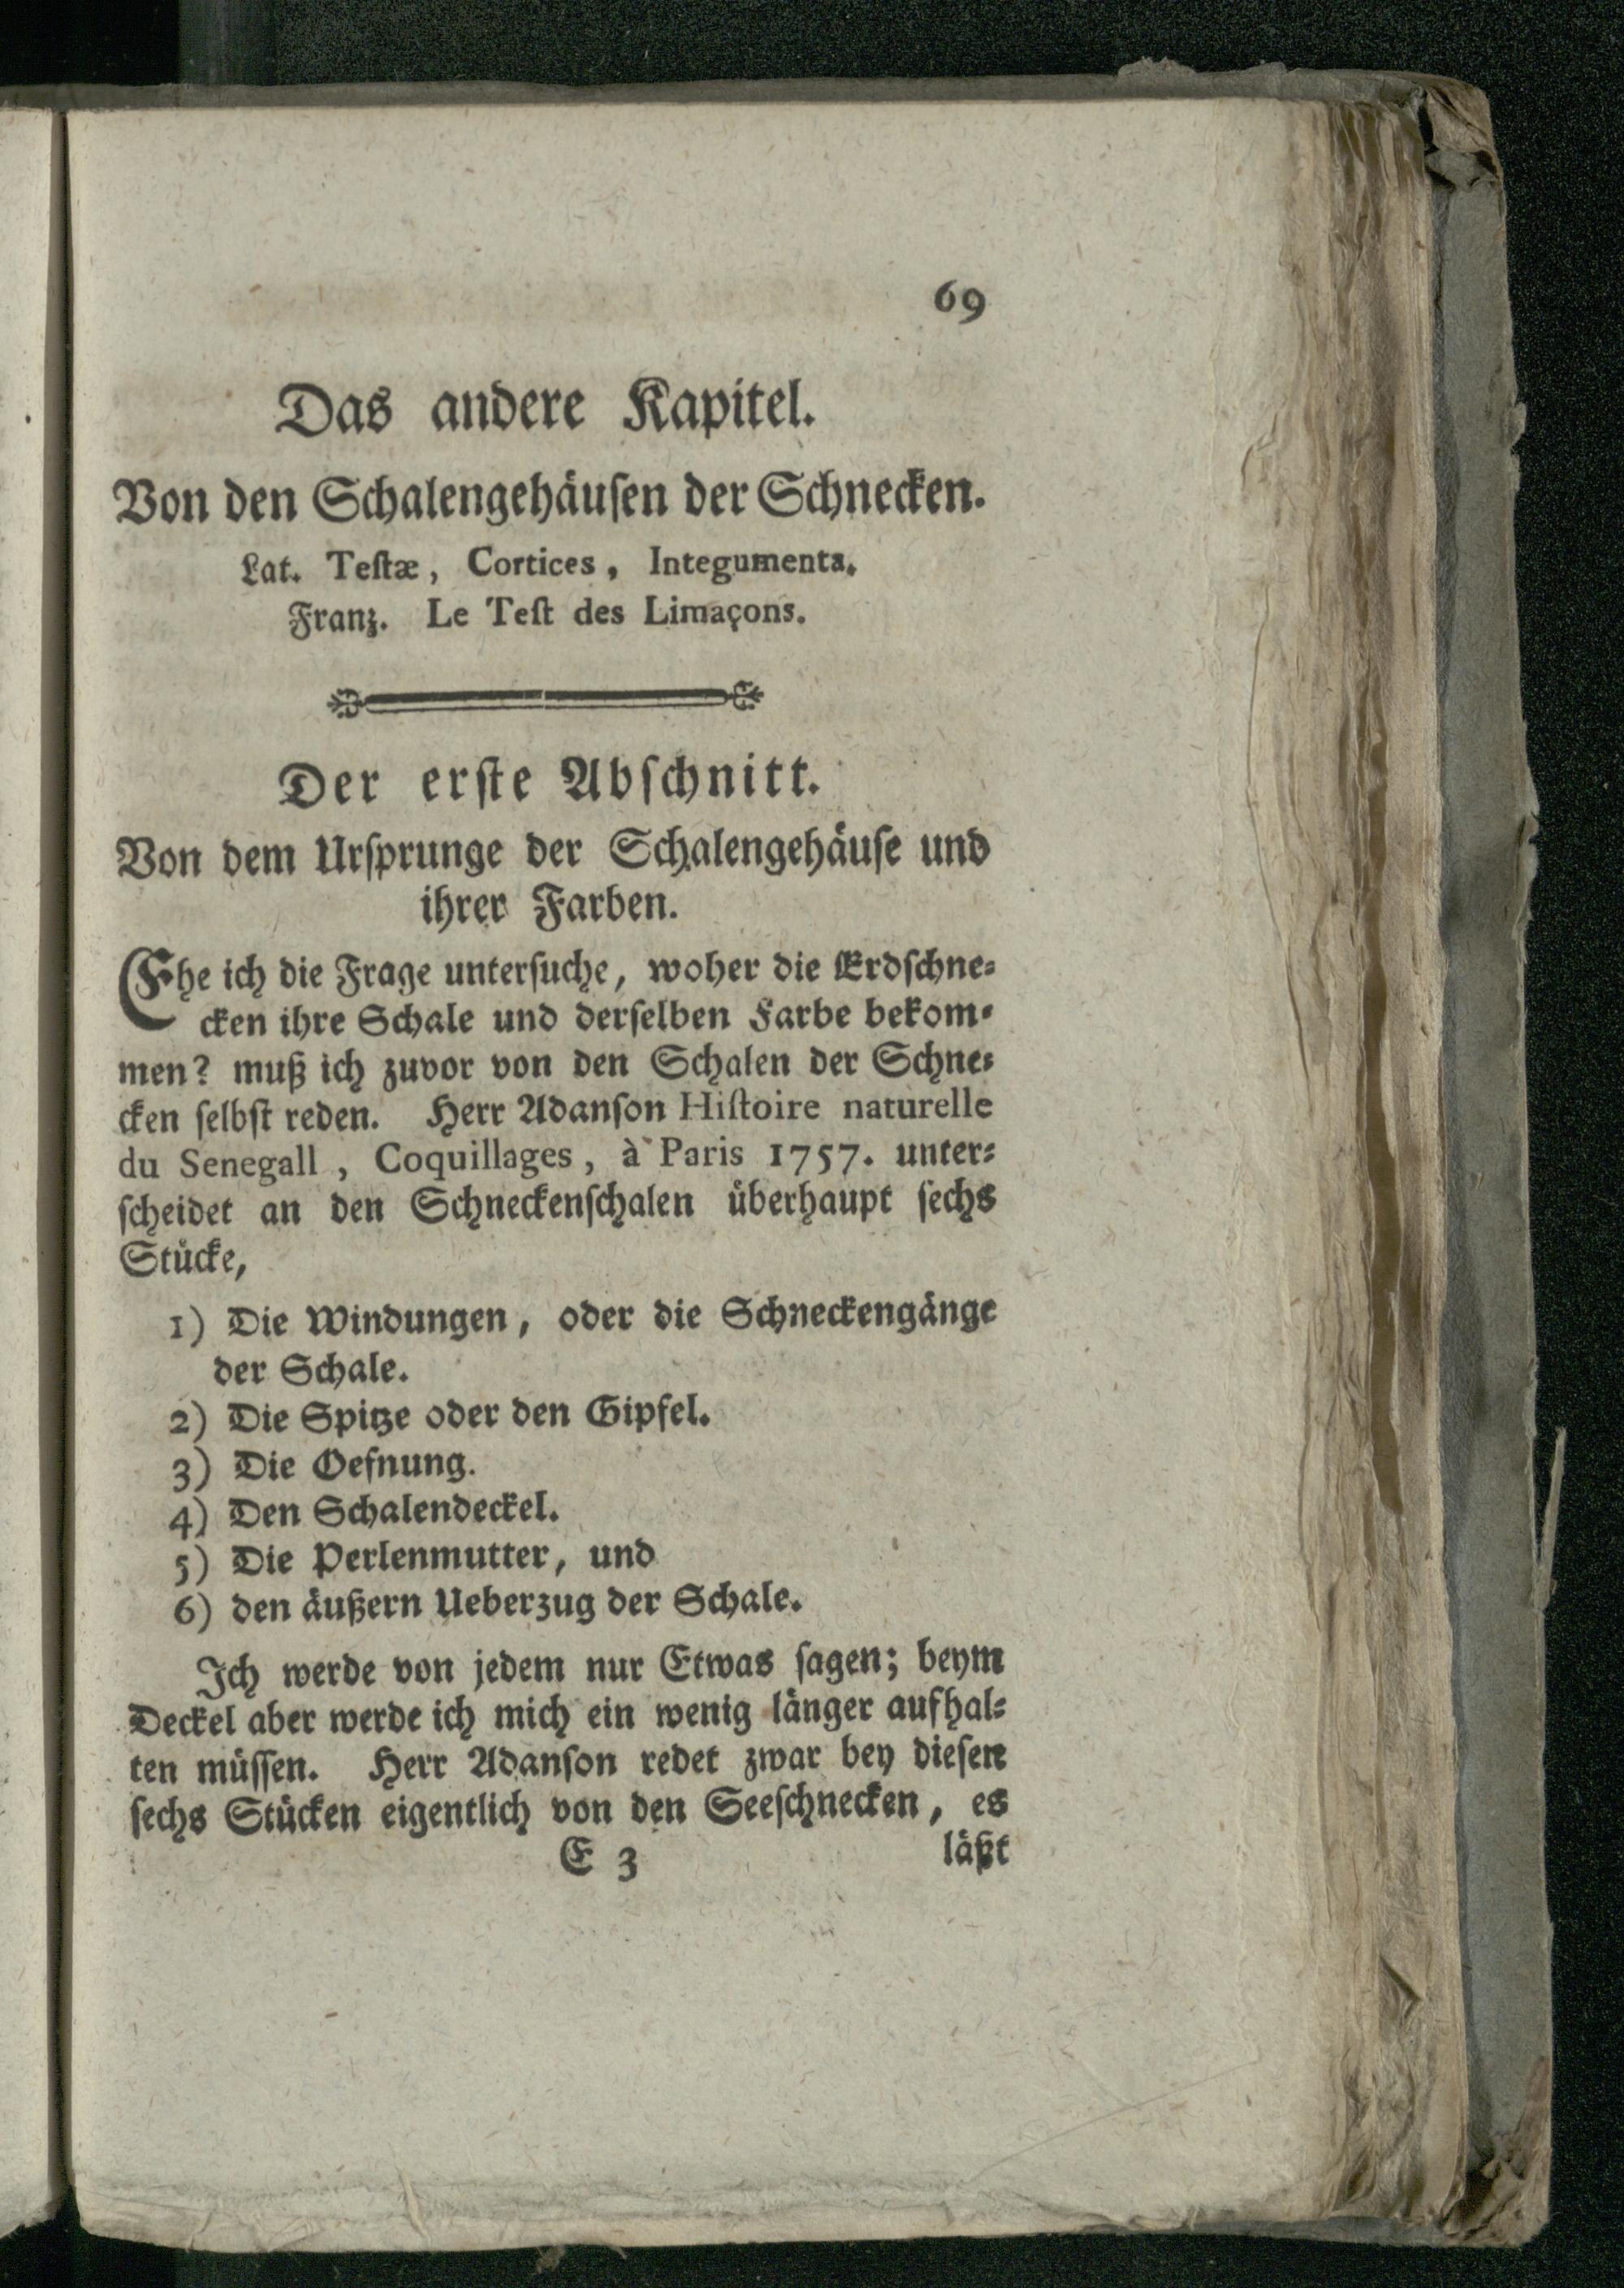 69
Das andere Kapitel.
Von den Schalengehäuſen der Schnecken.
Lat. Teſtæ, Cortices, Integumenta.
Franz. Le Teſt des Limaçons.
Der erſte Abſchnitt.
Von dem Urſprunge der Schalengehäuſe und
ihrer Farben.
Ehe ich die Frage unterſuche, woher die Erdſchne⸗
cken ihre Schale und derſelben Farbe bekom⸗
men? muß ich zuvor von den Schalen der Schne⸗
cken ſelbſt reden. Herr Adanſon Hiſtoire naturelle
du Senegall, Coquillages, à Paris 1757. unter⸗
ſcheidet an den Schneckenſchalen überhaupt ſechs
Stücke,
1) Die Windungen, oder die Schneckengänge
der Schale.
2) Die Spitze oder den Gipfel.
3) Die Oefnung.
4) Den Schalendeckel.
5) Die Perlenmutter, und
6) den äußern Ueberzug der Schale.
Ich werde von jedem nur Etwas ſagen; beym
Deckel aber werde ich mich ein wenig länger aufhal⸗
ten müſſen. Herr Adanſon redet zwar bey dieſen
ſechs Stücken eigentlich von den Seeſchnecken, es
E 3 läßt